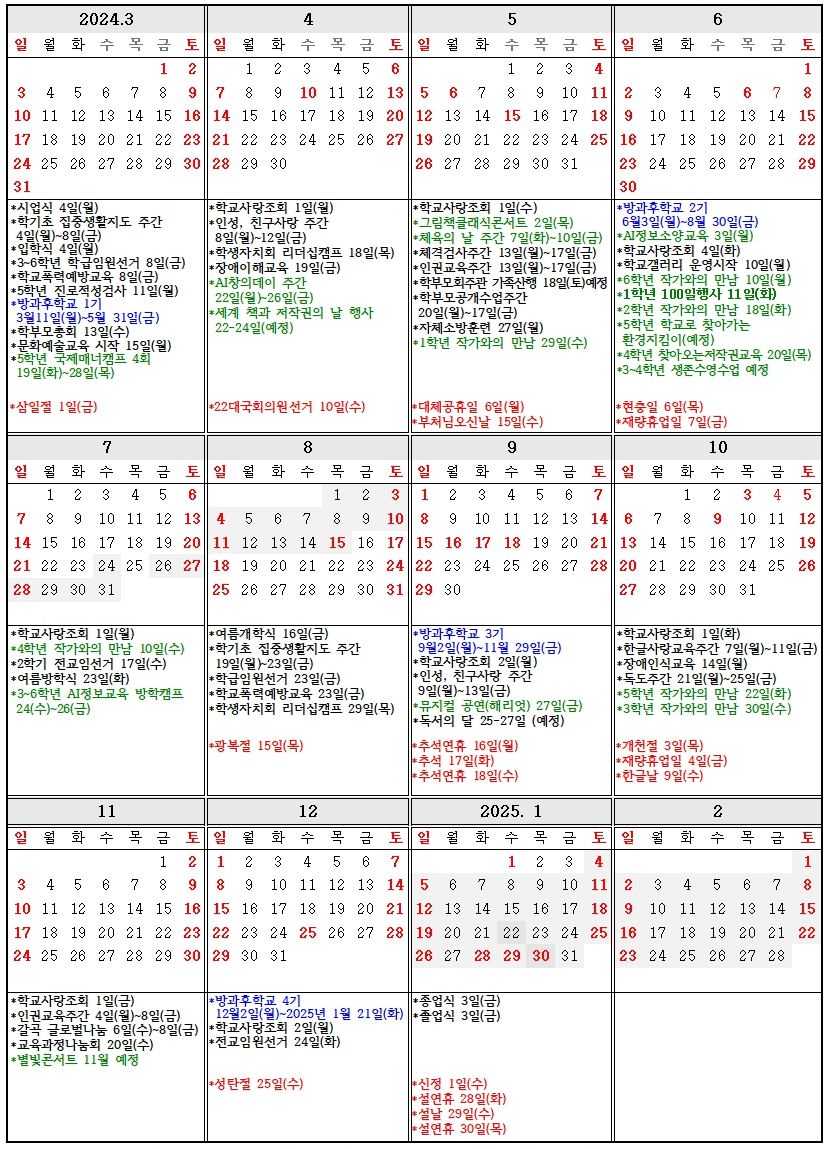 2024.3
일 월 화 수 목 금 토
1 2
3 4 5 6 7 8 9
10 11 12 13 14 15 16
17 18 19 20 21 22 23
24 25 26 27 28 29 30
31
*시업식 4일(월)
*학기초 집중생활지도 주간
4일(월)~8일(금)
*입학식 4일(월)
*3~6학년 학급임원선거 8일(금)
*학교폭력예방교육 8일(금)
*5학년 진로적성검사 11일(월)
*방과후학교 1기
3월11일(월)~5월 31일(금)
*학부모총회 13일(수)
*문화예술교육 시작 15일(월)
*5학년 국제매너캠프 4회
19일(화)~28일(목)
*삼일절 1일(금)
4
일 월 화 수 목 금 토
1 2 3 4 5 6
7 8 9 10 11 12 13
14 15 16 17 18 19 20
21 22 23 24 25 26 27
28 29 30
*학교사랑조회 1일(월)
*인성, 친구사랑 주간
8일(월)~12일(금)
*학생자치회 리더십캠프 18일(목)
*장애이해교육 19일(금)
*AI창의데이 주간
22일(월)~26일(금)
*세계 책과 저작권의 날 행사
22-24일(예정)
*22대국회의원선거 10일(수)
5
일 월 화 수 목 금 토
1 2 3 4
5 6 7 8 9 10 11
12 13 14 15 16 17 18
19 20 21 22 23 24 25
26 27 28 29 30 31
*학교사랑조회 1일(수)
*그림책클래식콘서트 2일(목)
*체육의 날 주간 7일(화)~10일(금)
*체격검사주간 13일(월)~17일(금)
*인권교육주간 13일(월)~17일(금)
*학부모회주관 가족산행 18일(토)예정
*학부모공개수업주간
20일(월)~17일(금)
*자체소방훈련 27일(월)
*1학년 작가와의 만남 29일(수)
*대체공휴일 6일(월)
*부처님오신날 15일(수)
6
일 월 화 수 목 금 토
1
2 3 4 5 6 7 8
9 10 11 12 13 14 15
16 17 18 19 20 21 22
23 24 25 26 27 28 29
30
*방과후학교 2기
6월3일(월)~8월 30일(금)
*AI정보소양교육 3일(월)
*학교사랑조회 4일(화)
*학교갤러리 운영시작 10일(월)
*6학년 작가와의 만남 10일(월)
*1학년 100일행사 11일(화)
*2학년 작가와의 만남 18일(화)
*5학년 학교로 찾아가는
환경지킴이(예정)
*4학년 찾아오는저작권교육 20일(목)
*3~4학년 생존수영수업 예정
*현충일 6일(목)
*재량휴업일 7일(금)
7
일 월 화 수 목 금 토
1 2 3 4 5 6
7 8 9 10 11 12 13
14 15 16 17 18 19 20
21 22 23 24 25 26 27
28 29 30 31
*학교사랑조회 1일(월)
*4학년 작가와의 만남 10일(수)
*2학기 전교임선거 17일(수)
*여름방학식 23일(화)
*3~6학년 AI정보교육 방학캠프
24(수)~26(금)
8
일 월 화 수 목 금 토
1 2 3
4 5 6 7 8 9 10
11 12 13 14 15 16 17
18 19 20 21 22 23 24
25 26 27 28 29 30 31
*여름개학식 16일(금)
*학기초 집중생활지도 주간
19일(월)~23일(금)
*학급임원선거 23일(금)
*학교폭력예방교육 23일(금)
*학생자치회 리더십캠프 29일(목)
*광복절 15일(목)
9
일 월 화 수 목 금 토
1 2 3 4 5 6 7
8 9 10 11 12 13 14
15 16 17 18 19 20 21
22 23 24 25 26 27 28
29 30
*방과후학교 3기
9월2일(월)~11월 29일(금)
*학교사랑조회 2일(월)
*인성, 친구사랑 주간
9일(월)~13일(금)
*뮤지컬 공연(해리엇) 27일(금)
*독서의 달 25-27일 (예정)
*추석연휴 16일(월)
*추석 17일(화)
*추석연휴 18일(수)
10
일 월 화 수 목 금 토
1 2 3 4 5
6 7 8 9 10 11 12
13 14 15 16 17 18 19
20 21 22 23 24 25 26
27 28 29 30 31
*학교사랑조회 1일(화)
*한글사랑교육주간 7일(월)~11일(금)
*장애인식교육 14일(월)
*독도주간 21일(월)~25일(금)
*5학년 작가와의 만남 22일(화)
*3학년 작가와의 만남 30일(수)
*개천절 3일(목)
*재량휴업일 4일(금)
*한글날 9일(수)
11
일 월 화 수 목 금 토
1 2
3 4 5 6 7 8 9
10 11 12 13 14 15 16
17 18 19 20 21 22 23
24 25 26 27 28 29 30
*학교사랑조회 1일(금)
*인권교육주간 4일(월)~8일(금)
*갈곡 글로벌나눔 6일(수)~8일(금)
*교육과정나눔회 20일(수)
*별빛콘서트 11월 예정
12
일 월 화 수 목 금 토
1 2 3 4 5 6 7
8 9 10 11 12 13 14
15 16 17 18 19 20 21
22 23 24 25 26 27 28
29 30 31
*방과후학교 4기
12월2일(월)~2025년 1월 21일(화)
*학교사랑조회 2일(월)
*전교임원선거 24일(화)
*성탄절 25일(수)
2025. 1
일 월 화 수 목 금 토
1 2 3 4
5 6 7 8 9 10 11
12 13 14 15 16 17 18
19 20 21 22 23 24 25
26 27 28 29 30 31
*종업식 3일(금)
*졸업식 3일(금)
*신정 1일(수)
*설연휴 28일(화)
*설날 29일(수)
*설연휴 30일(목)
2
일 월 화 수 목 금 토
1
2 3 4 5 6 7 8
9 10 11 12 13 14 15
16 17 18 19 20 21 22
23 24 25 26 27 28